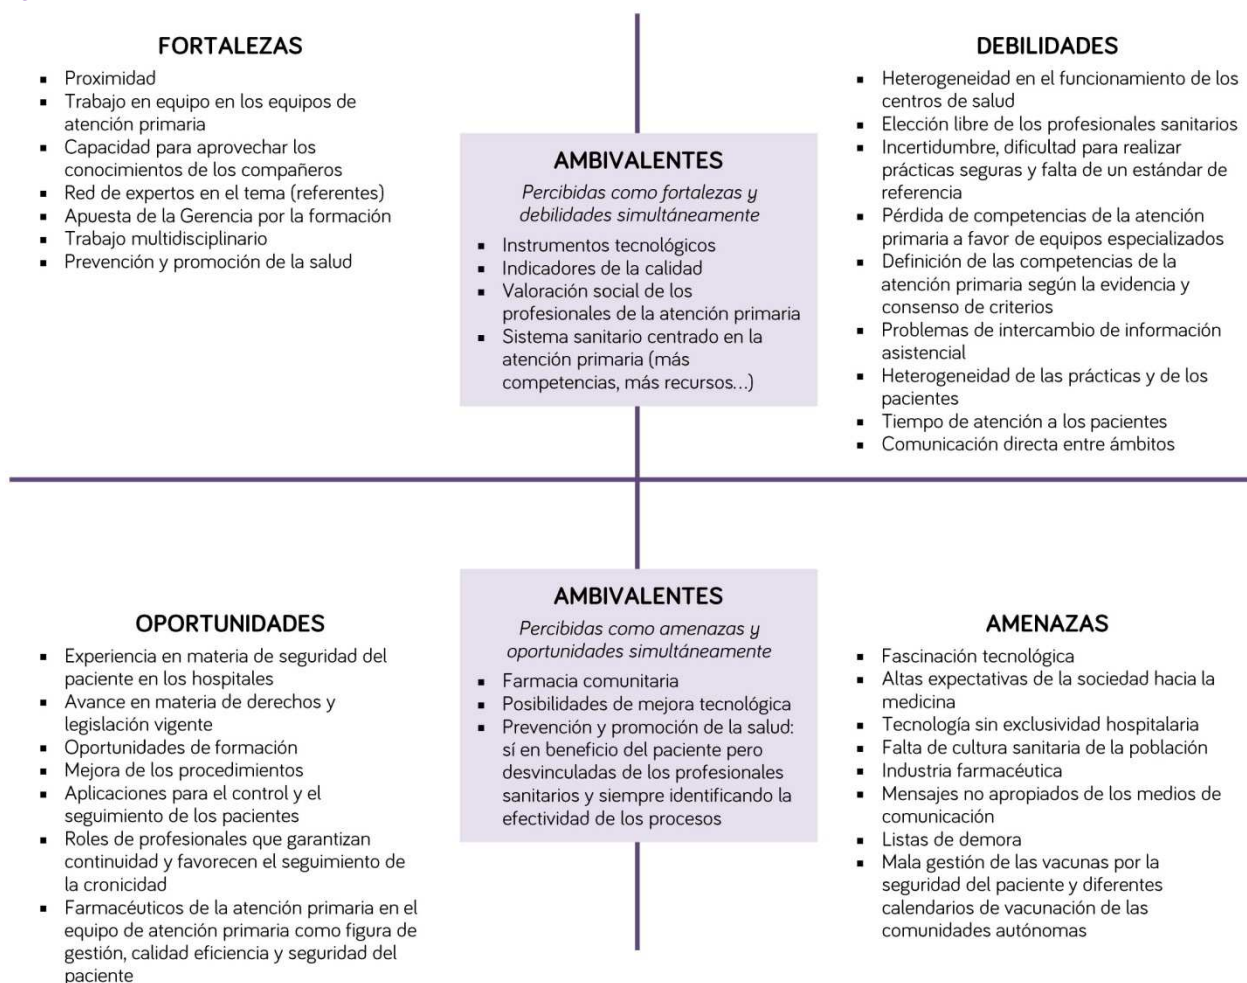 FORTALEZAS
▪ Proximidad
▪ Trabajo en equipo en los equipos de
atención primaria
▪ Capacidad para aprovechar los
conocimientos de los compañeros
▪ Red de expertos en el tema (referentes)
▪ Apuesta de la Gerencia por la formación
▪ Trabajo multidisciplinario
▪ Prevención y promoción de la salud
AMBIVALENTES
Percibidas como fortalezas y
debilidades simultáneamente
▪ Instrumentos tecnológicos
▪ Indicadores de la calidad
▪ Valoración social de los
profesionales de la atención primaria
▪ Sistema sanitario centrado en la
atención primaria (más
competencias, más recursos…)
DEBILIDADES
▪ Heterogeneidad en el funcionamiento de los
centros de salud
▪ Elección libre de los profesionales sanitarios
▪ Incertidumbre, dificultad para realizar
prácticas seguras y falta de un estándar de
referencia
▪ Pérdida de competencias de la atención
primaria a favor de equipos especializados
▪ Definición de las competencias de la
atención primaria según la evidencia y
consenso de criterios
▪ Problemas de intercambio de información
asistencial
▪ Heterogeneidad de las prácticas y de los
pacientes
▪ Tiempo de atención a los pacientes
▪ Comunicación directa entre ámbitos
OPORTUNIDADES
▪ Experiencia en materia de seguridad del
paciente en los hospitales
▪ Avance en materia de derechos y
legislación vigente
▪ Oportunidades de formación
▪ Mejora de los procedimientos
▪ Aplicaciones para el control y el
seguimiento de los pacientes
▪ Roles de profesionales que garantizan
continuidad y favorecen el seguimiento de
la cronicidad
▪ Farmacéuticos de la atención primaria en el
equipo de atención primaria como figura de
gestión, calidad eficiencia y seguridad del
paciente
AMBIVALENTES
Percibidas como amenazas y
oportunidades simultáneamente
▪ Farmacia comunitaria
▪ Posibilidades de mejora tecnológica
▪ Prevención y promoción de la salud:
sí en beneficio del paciente pero
desvinculadas de los profesionales
sanitarios y siempre identificando la
efectividad de los procesos
AMENAZAS
▪ Fascinación tecnológica
▪ Altas expectativas de la sociedad hacia la
medicina
▪ Tecnología sin exclusividad hospitalaria
▪ Falta de cultura sanitaria de la población
▪ Industria farmacéutica
▪ Mensajes no apropiados de los medios de
comunicación
▪ Listas de demora
▪ Mala gestión de las vacunas por la
seguridad del paciente y diferentes
calendarios de vacunación de las
comunidades autónomas